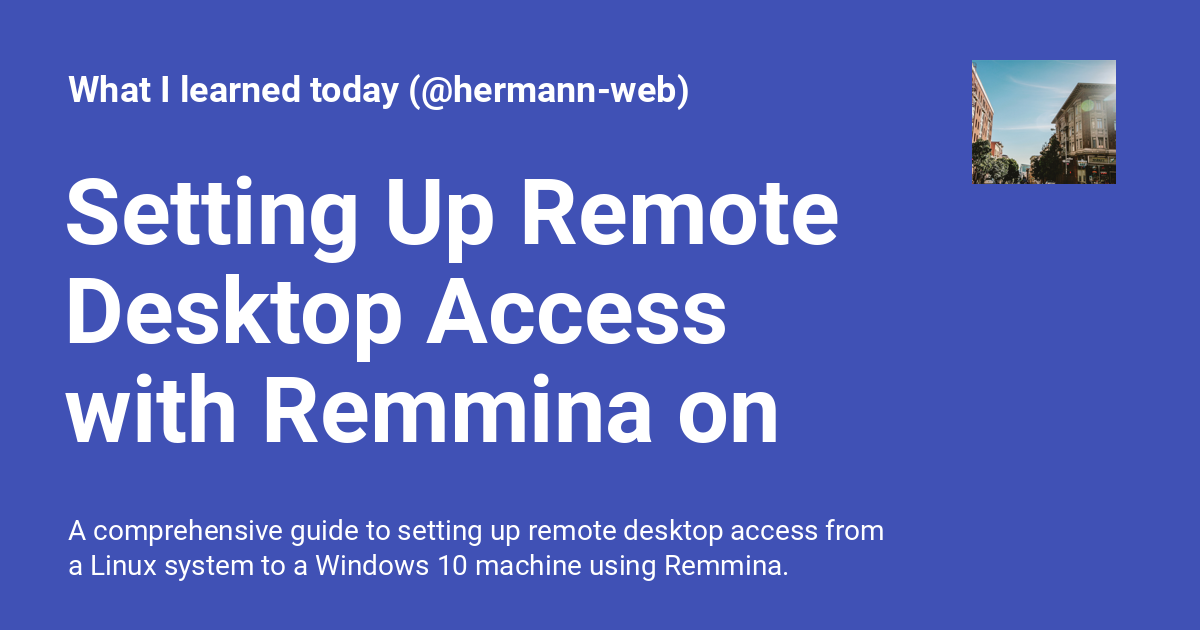 What I learned today (@hermann-web)
Setting Up Remote
Desktop Access
with Remmina on
A comprehensive guide to setting up remote desktop access from
a Linux system to a Windows 10 machine using Remmina.